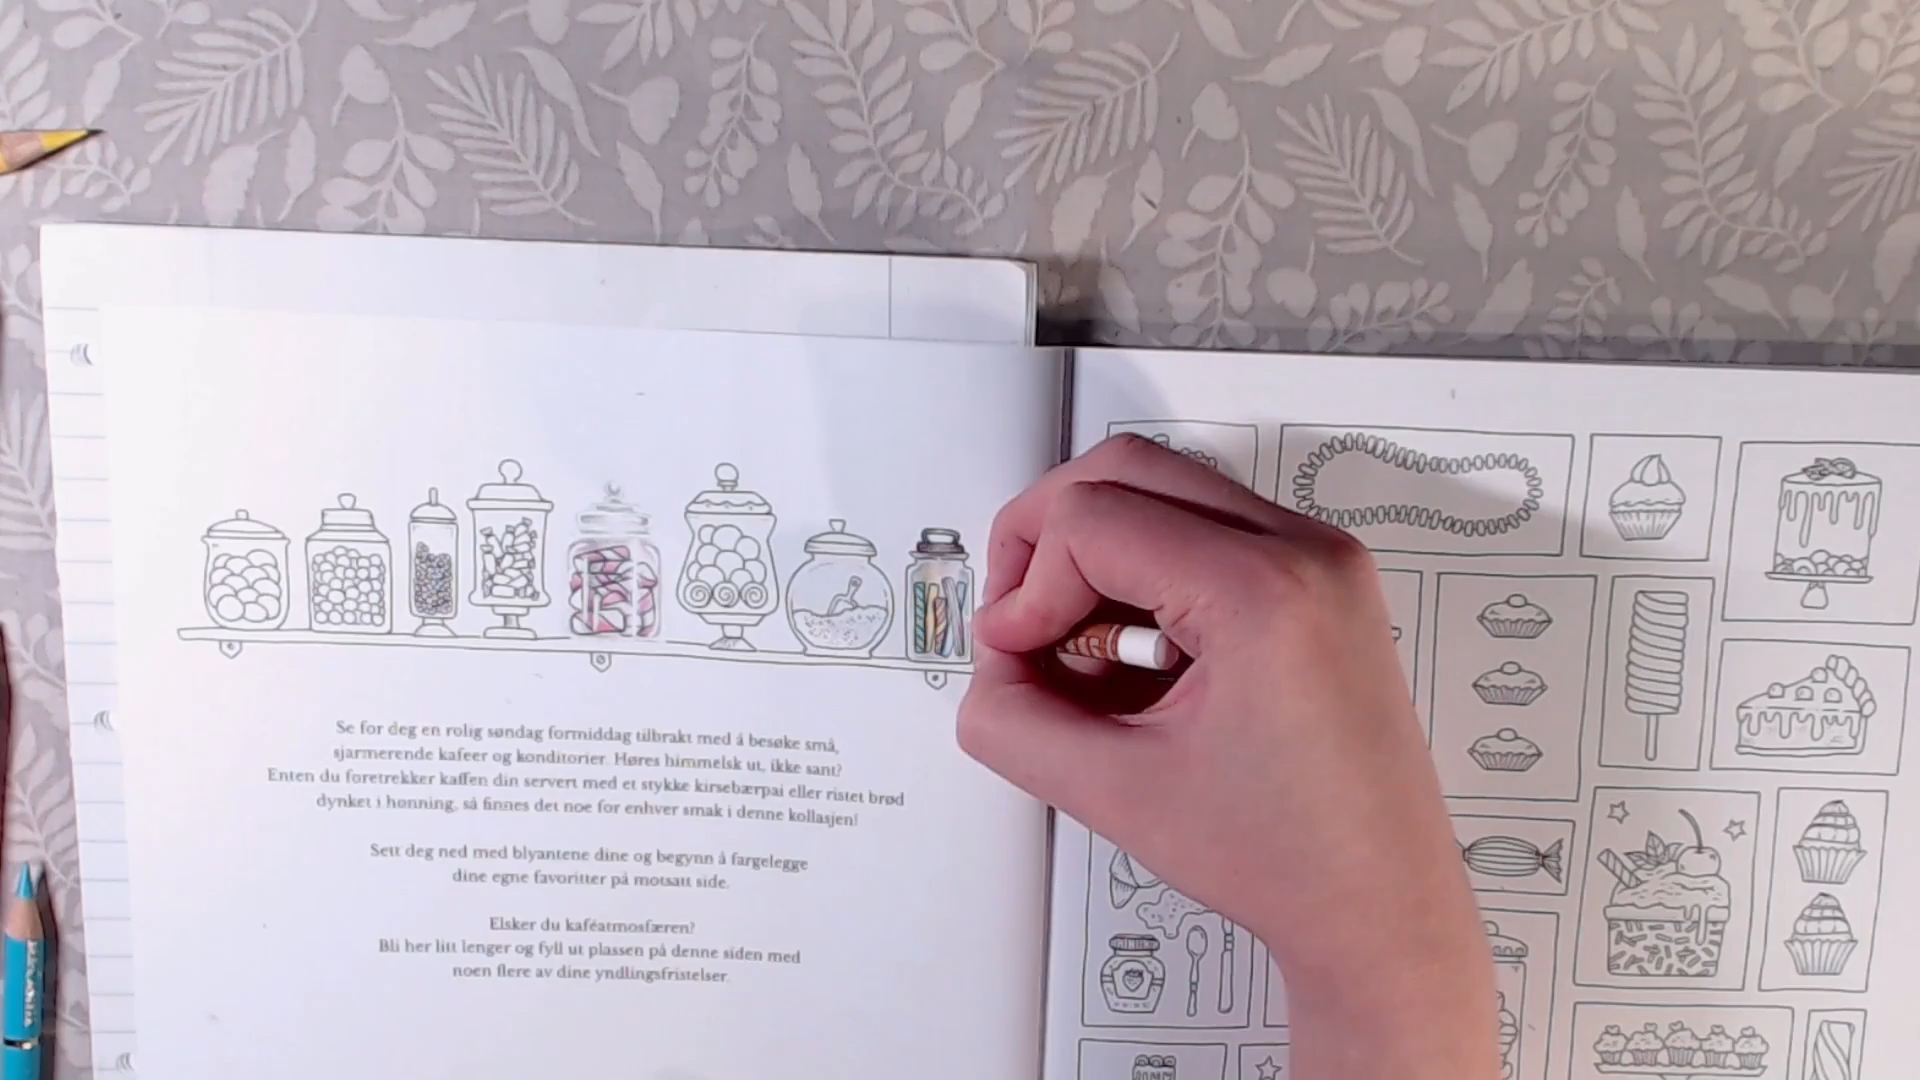 Se for deg en rolig søndag formiddag tilbrakt med å besøke små,
sjarmerende kafeer og konditorier. Høres himmelsk ut, ikke sant?
Enten du foretrekker kaffen din servert med et stykke kirsebærpai eller ristet brød
dynket i honning, så finnes det noe for enhver smak i denne kollasjen!
Sett deg ned med blyantene dine og begynn å fargelegge
dine egne favoritter på motsatt side.
Elsker du kaféatmosfæren?
Bli her litt lenger og fyll ut plassen på denne siden med
noen flere av dine yndlingsfristelser.